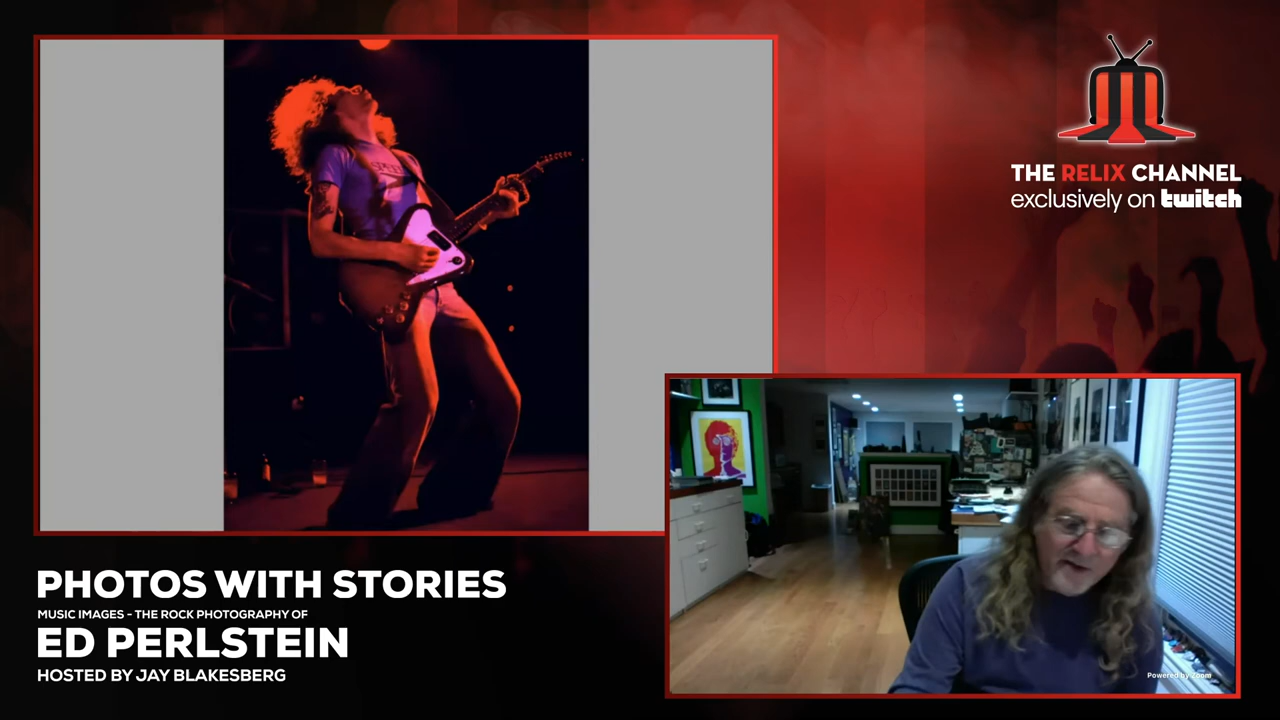 THE RELIX CHANNEL
exclusively on twitch
PHOTOS WITH STORIES
MUSIC IMAGES - THE ROCK PHOTOGRAPHY OF
ED PERLSTEIN
HOSTED BY JAY BLAKESBERG
Powered by Zoom